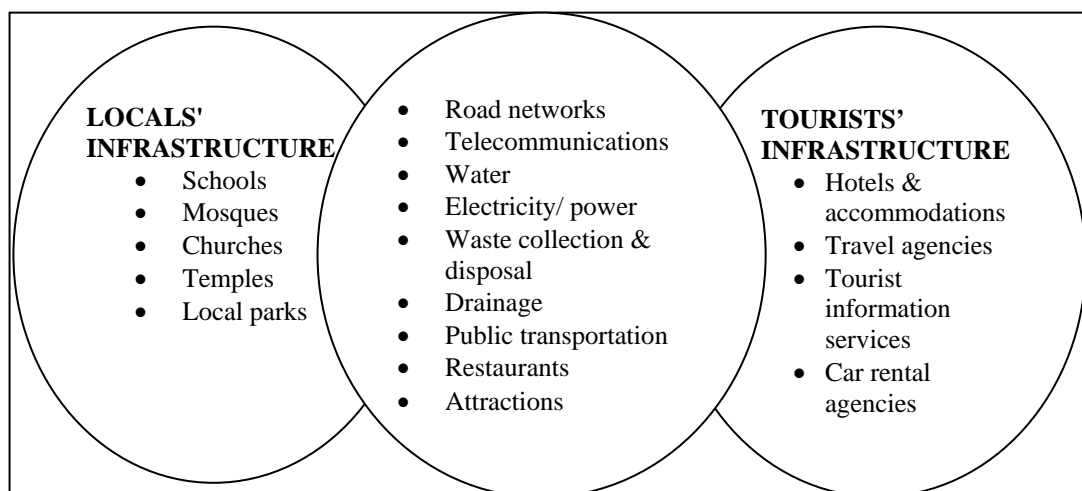 LOCALS'
INFRASTRUCTURE
• Schools
• Mosques
• Churches
• Temples
• Local parks
• Road networks
• Telecommunications
• Water
• Electricity/ power
• Waste collection &
disposal
• Drainage
• Public transportation
• Restaurants
• Attractions
TOURISTS’
INFRASTRUCTURE
• Hotels &
accommodations
• Travel agencies
• Tourist
information
services
• Car rental
agencies